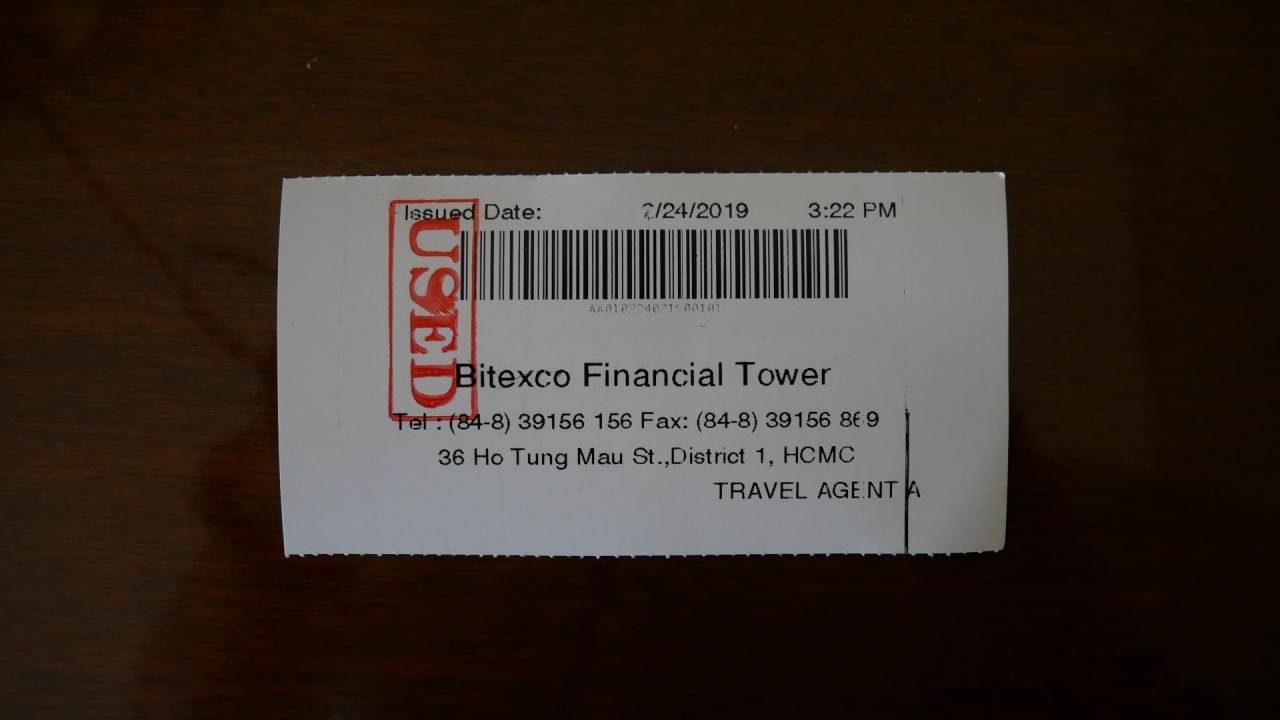 Issued Date: 2/24/2019 3:22 PM
USED
Bitexco Financial Tower
Tel : (84-8) 39156 156 Fax: (84-8) 39156 869
36 Ho Tung Mau St.,District 1, HCMC
TRAVEL AGENT A